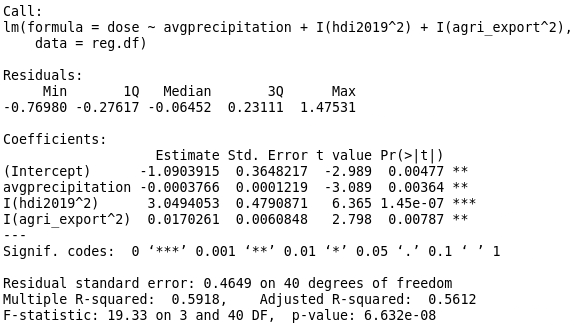 Call:
lm(formula = dose ~ avgprecipitation + I(hdi2019^2) + I(agri_export^2),
    data = reg.df)

Residuals:
     Min       1Q   Median       3Q      Max
-0.76980 -0.27617 -0.06452  0.23111  1.47531

Coefficients:
                   Estimate Std. Error t value Pr(>|t|)
(Intercept)      -1.0903915  0.3648217  -2.989  0.00477 **
avgprecipitation -0.0003766  0.0001219  -3.089  0.00364 **
I(hdi2019^2)      3.0494053  0.4790871   6.365 1.45e-07 ***
I(agri_export^2)  0.0170261  0.0060848   2.798  0.00787 **
---
Signif. codes:  0 ‘***’ 0.001 ‘**’ 0.01 ‘*’ 0.05 ‘.’ 0.1 ‘ ’ 1

Residual standard error: 0.4649 on 40 degrees of freedom
Multiple R-squared:  0.5918,    Adjusted R-squared:  0.5612
F-statistic: 19.33 on 3 and 40 DF,  p-value: 6.632e-08